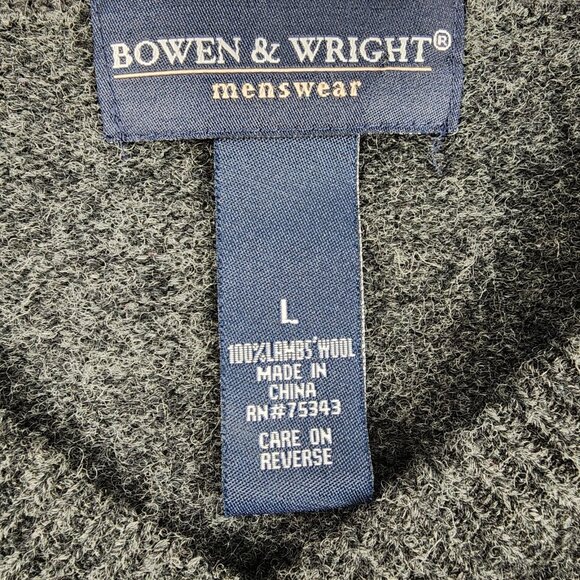 BOWEN & WRIGHT®
menswear
L
100%LAMBS'WOOL
MADE IN
CHINA
RN#75343
CARE ON
REVERSE